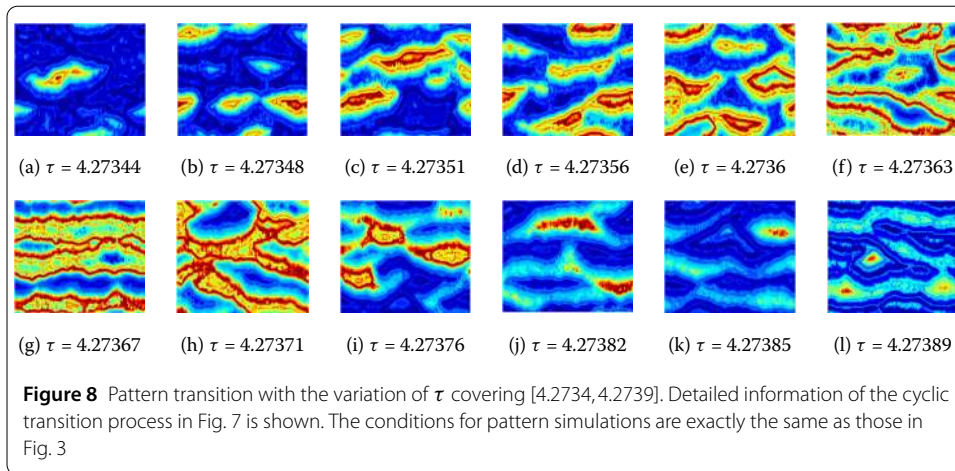 (a) τ = 4.27344 (b) τ = 4.27348 (c) τ = 4.27351 (d) τ = 4.27356 (e) τ = 4.2736 (f) τ = 4.27363
(g) τ = 4.27367 (h) τ = 4.27371 (i) τ = 4.27376 (j) τ = 4.27382 (k) τ = 4.27385 (l) τ = 4.27389
Figure 8 Pattern transition with the variation of τ covering [4.2734, 4.2739]. Detailed information of the cyclic
transition process in Fig. 7 is shown. The conditions for pattern simulations are exactly the same as those in
Fig. 3